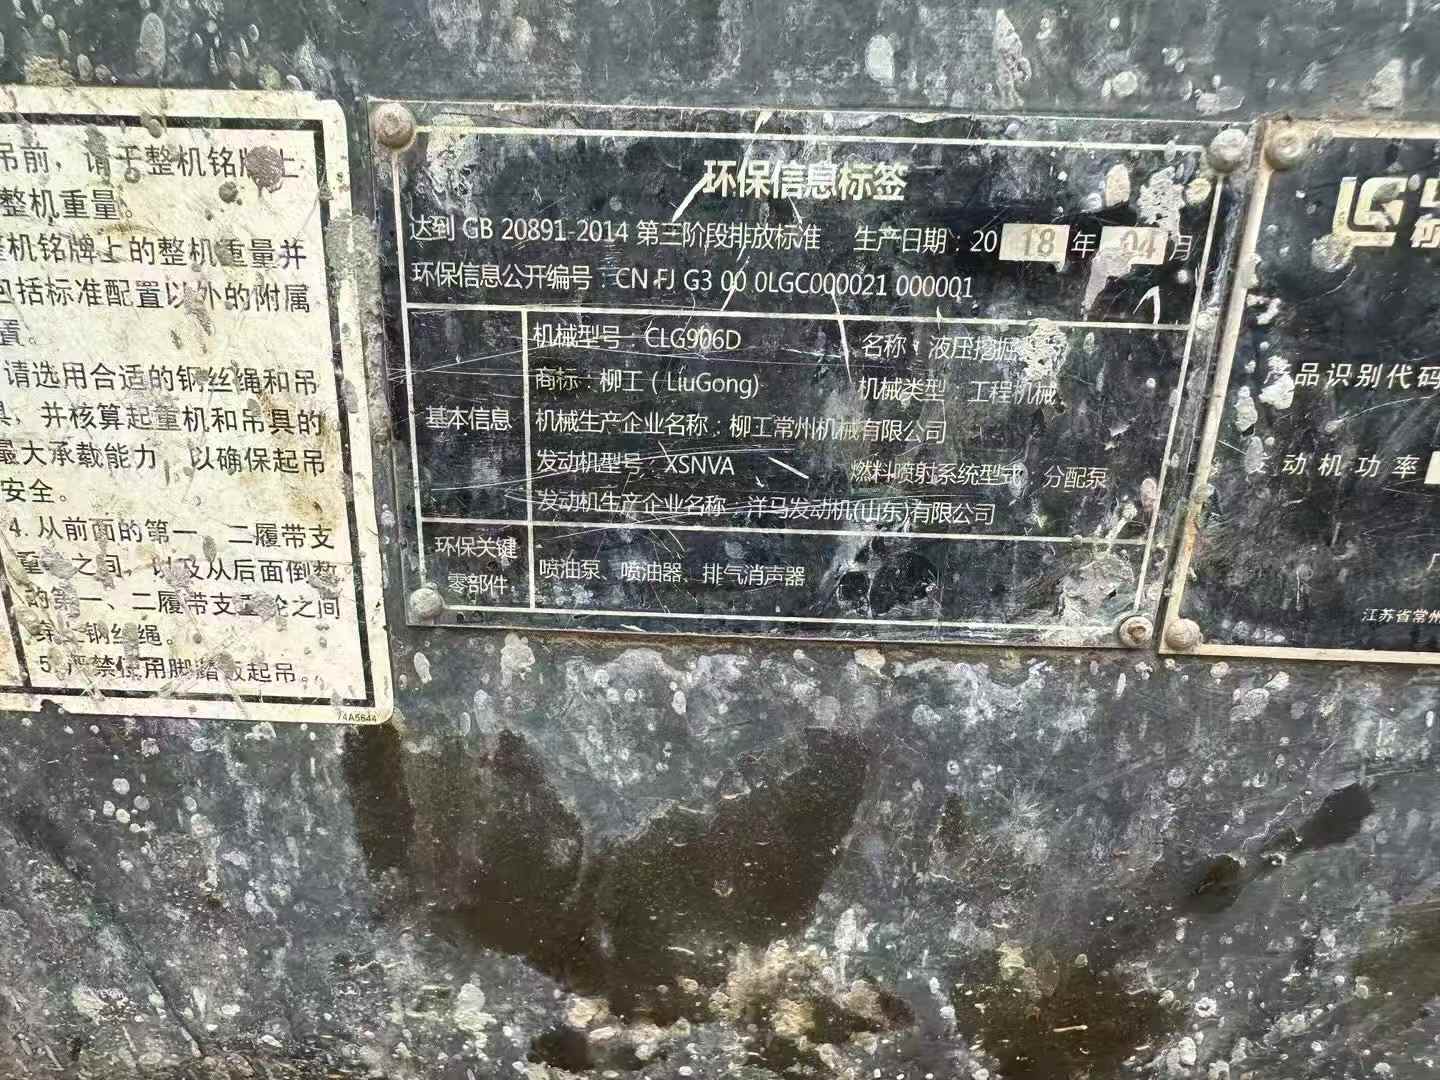 吊前，请于整机铭牌上
整机重量。
整机铭牌上的整机重量并
包括标准配置以外的附属
置。
请选用合适的钢丝绳和吊
具，并核算起重机和吊具的
最大承载能力，以确保起吊
安全。
4.从前面的第一、二履带支
重 之间，以及从后面倒数
的第一、二履带支重轮之间
穿 钢丝绳。
5.严禁使用脚踏板起吊。
74A5644
环保信息标签
达到 GB 20891-2014 第三阶段排放标准 生产日期：20 18 年 04 月
环保信息公开编号：CN FJ G3 00 0LGC000021 000001
基本信息
机械型号：CLG906D 名称：液压挖掘
商标：柳工（LiuGong） 机械类型：工程机械
机械生产企业名称：柳工常州机械有限公司
发动机型号：XSNVA 燃料喷射系统型式：分配泵
发动机生产企业名称：洋马发动机(山东)有限公司
环保关键
零部件
喷油泵、喷油器、排气消声器
LG
产品识别代码
发动机功率
江苏省常州